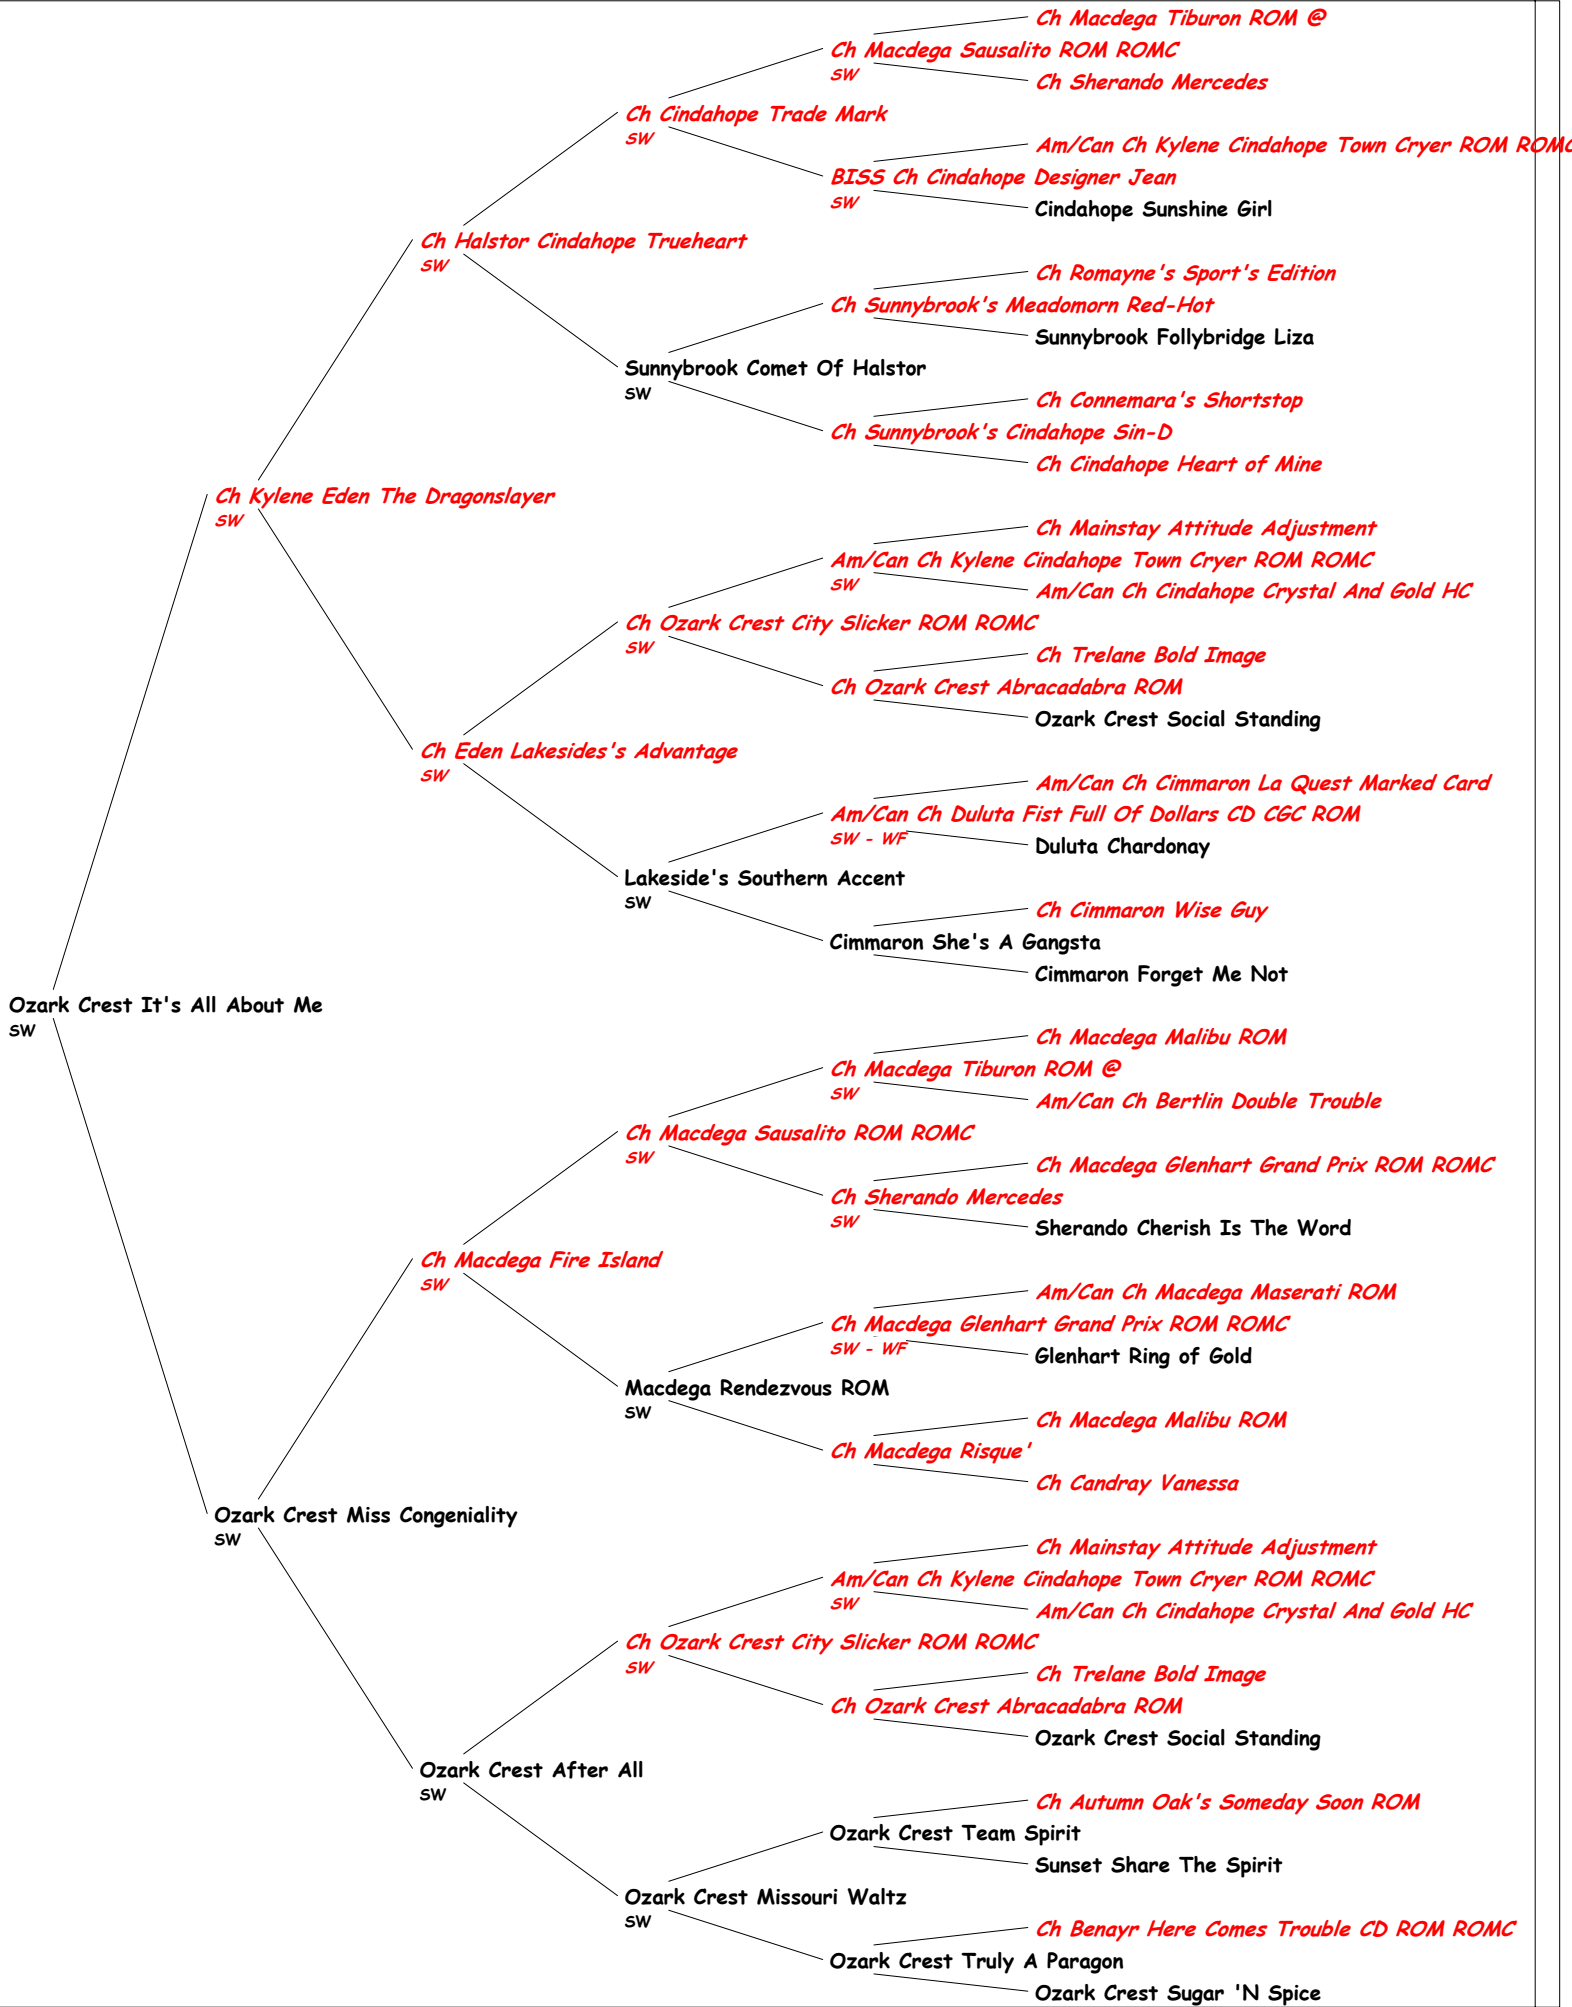 Ch Macdega Tiburon ROM @
Ch Macdega Sausalito ROM ROMC
SW
Ch Sherando Mercedes
Ch Cindahope Trade Mark
SW
Am/Can Ch Kylene Cindahope Town Cryer ROM ROMC
BISS Ch Cindahope Designer Jean
SW
Cindahope Sunshine Girl
Ch Halstor Cindahope Trueheart
SW
Ch Romayne's Sport's Edition
Ch Sunnybrook's Meadomorn Red-Hot
Sunnybrook Follybridge Liza
Sunnybrook Comet Of Halstor
SW
Ch Connemara's Shortstop
Ch Sunnybrook's Cindahope Sin-D
Ch Cindahope Heart of Mine
Ch Kylene Eden The Dragonslayer
SW
Ch Mainstay Attitude Adjustment
Am/Can Ch Kylene Cindahope Town Cryer ROM ROMC
SW
Am/Can Ch Cindahope Crystal And Gold HC
Ch Ozark Crest City Slicker ROM ROMC
SW
Ch Trelane Bold Image
Ch Ozark Crest Abracadabra ROM
Ozark Crest Social Standing
Ch Eden Lakesides's Advantage
SW
Am/Can Ch Cimmaron La Quest Marked Card
Am/Can Ch Duluta Fist Full Of Dollars CD CGC ROM
SW - WF
Duluta Chardonay
Lakeside's Southern Accent
SW
Ch Cimmaron Wise Guy
Cimmaron She's A Gangsta
Cimmaron Forget Me Not
Ozark Crest It's All About Me
SW
Ch Macdega Malibu ROM
Ch Macdega Tiburon ROM @
SW
Am/Can Ch Bertlin Double Trouble
Ch Macdega Sausalito ROM ROMC
SW
Ch Macdega Glenhart Grand Prix ROM ROMC
Ch Sherando Mercedes
SW
Sherando Cherish Is The Word
Ch Macdega Fire Island
SW
Am/Can Ch Macdega Maserati ROM
Ch Macdega Glenhart Grand Prix ROM ROMC
SW - WF
Glenhart Ring of Gold
Macdega Rendezvous ROM
SW
Ch Macdega Malibu ROM
Ch Macdega Risque'
Ch Candray Vanessa
Ozark Crest Miss Congeniality
SW
Ch Mainstay Attitude Adjustment
Am/Can Ch Kylene Cindahope Town Cryer ROM ROMC
SW
Am/Can Ch Cindahope Crystal And Gold HC
Ch Ozark Crest City Slicker ROM ROMC
SW
Ch Trelane Bold Image
Ch Ozark Crest Abracadabra ROM
Ozark Crest Social Standing
Ozark Crest After All
SW
Ch Autumn Oak's Someday Soon ROM
Ozark Crest Team Spirit
Sunset Share The Spirit
Ozark Crest Missouri Waltz
SW
Ch Benayr Here Comes Trouble CD ROM ROMC
Ozark Crest Truly A Paragon
Ozark Crest Sugar 'N Spice